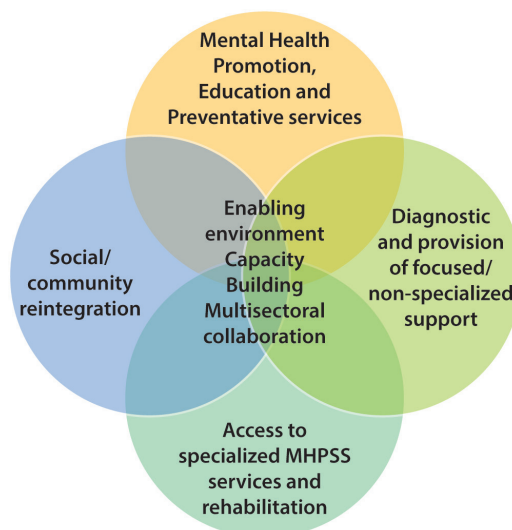 Mental Health
Promotion,
Education and
Preventative services
Social/
community
reintegration
Enabling
environment
Capacity
Building
Multisectoral
collaboration
Diagnostic
and provision
of focused/
non-specialized
support
Access to
specialized MHPSS
services and
rehabilitation